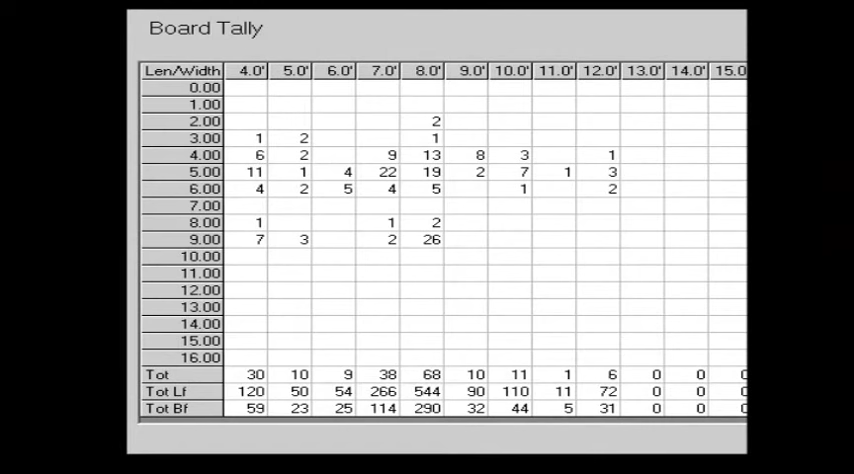 Board Tally
Len/Width 4.0' 5.0' 6.0' 7.0' 8.0' 9.0' 10.0' 11.0' 12.0' 13.0' 14.0' 15.0
0.00
1.00
2.00 2
3.00 1 2 1
4.00 6 2 9 13 8 3 1
5.00 11 1 4 22 19 2 7 1 3
6.00 4 2 5 4 5 1 2
7.00
8.00 1 1 2
9.00 7 3 2 26
10.00
11.00
12.00
13.00
14.00
15.00
16.00
Tot 30 10 9 38 68 10 11 1 6 0 0 0
Tot Lf 120 50 54 266 544 90 110 11 72 0 0 0
Tot Bf 59 23 25 114 290 32 44 5 31 0 0 0